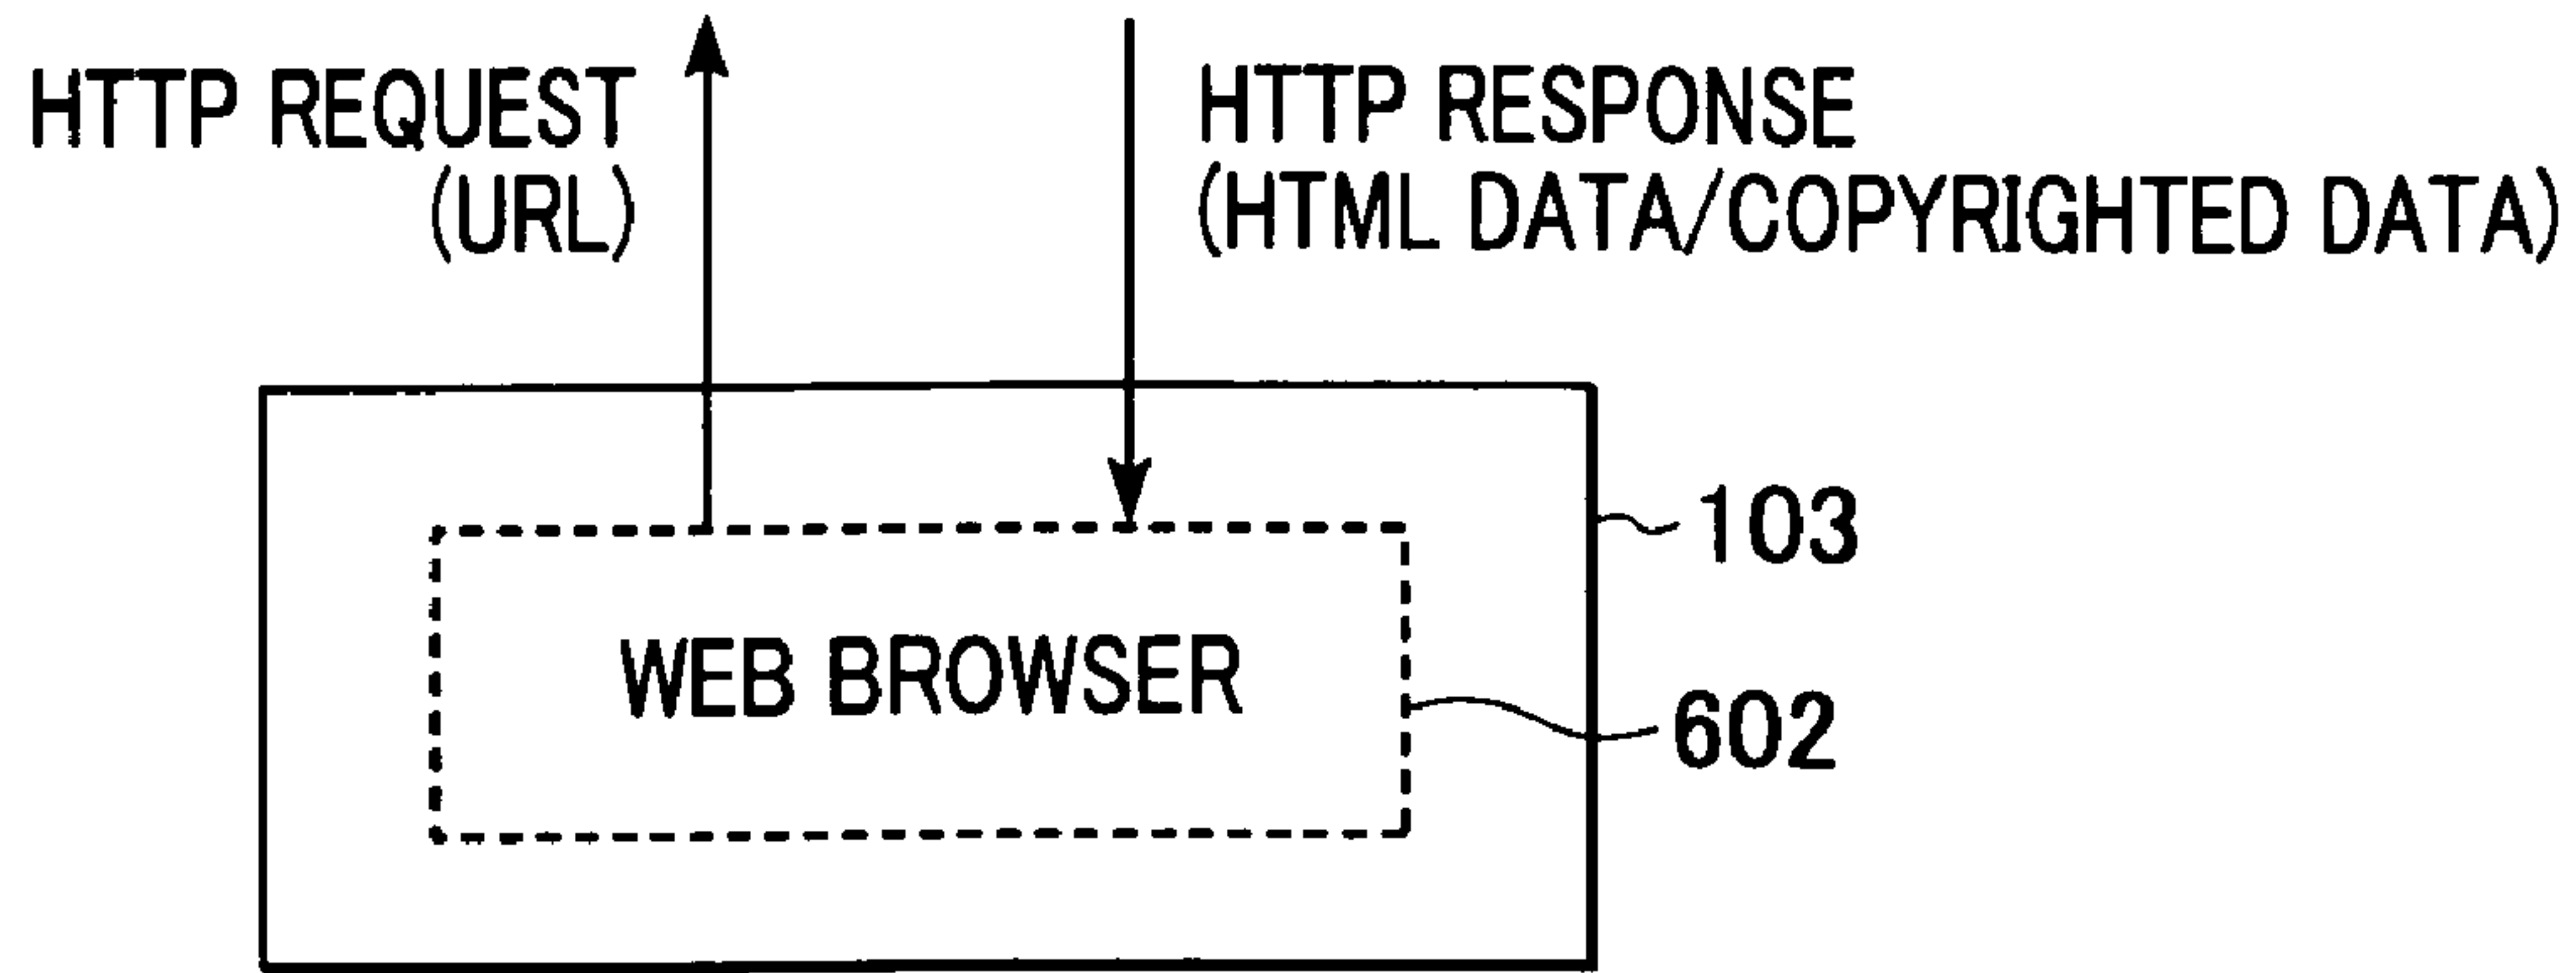 HTTP REQUEST
(URL)
HTTP RESPONSE
(HTML DATA/COPYRIGHTED DATA)
103
WEB BROWSER
602